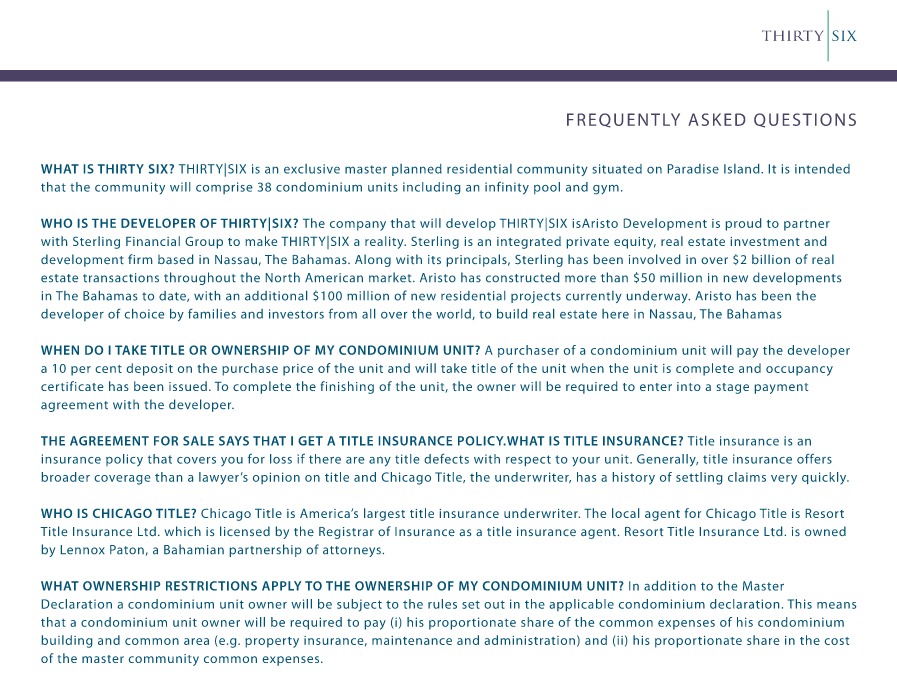 THIRTY|SIX
FREQUENTLY ASKED QUESTIONS
WHAT IS THIRTY SIX? THIRTY|SIX is an exclusive master planned residential community situated on Paradise Island. It is intended
that the community will comprise 38 condominium units including an infinity pool and gym.
WHO IS THE DEVELOPER OF THIRTY|SIX? The company that will develop THIRTY|SIX isAristo Development is proud to partner
with Sterling Financial Group to make THIRTY|SIX a reality. Sterling is an integrated private equity, real estate investment and
development firm based in Nassau, The Bahamas. Along with its principals, Sterling has been involved in over $2 billion of real
estate transactions throughout the North American market. Aristo has constructed more than $50 million in new developments
in The Bahamas to date, with an additional $100 million of new residential projects currently underway. Aristo has been the
developer of choice by families and investors from all over the world, to build real estate here in Nassau, The Bahamas
WHEN DO I TAKE TITLE OR OWNERSHIP OF MY CONDOMINIUM UNIT? A purchaser of a condominium unit will pay the developer
a 10 per cent deposit on the purchase price of the unit and will take title of the unit when the unit is complete and occupancy
certificate has been issued. To complete the finishing of the unit, the owner will be required to enter into a stage payment
agreement with the developer.
THE AGREEMENT FOR SALE SAYS THAT I GET A TITLE INSURANCE POLICY.WHAT IS TITLE INSURANCE? Title insurance is an
insurance policy that covers you for loss if there are any title defects with respect to your unit. Generally, title insurance offers
broader coverage than a lawyer's opinion on title and Chicago Title, the underwriter, has a history of settling claims very quickly.
WHO IS CHICAGO TITLE? Chicago Title is America's largest title insurance underwriter. The local agent for Chicago Title is Resort
Title Insurance Ltd. which is licensed by the Registrar of Insurance as a title insurance agent. Resort Title Insurance Ltd. is owned
by Lennox Paton, a Bahamian partnership of attorneys.
WHAT OWNERSHIP RESTRICTIONS APPLY TO THE OWNERSHIP OF MY CONDOMINIUM UNIT? In addition to the Master
Declaration a condominium unit owner will be subject to the rules set out in the applicable condominium declaration. This means
that a condominium unit owner will be required to pay (i) his proportionate share of the common expenses of his condominium
building and common area (e.g. property insurance, maintenance and administration) and (ii) his proportionate share in the cost
of the master community common expenses.